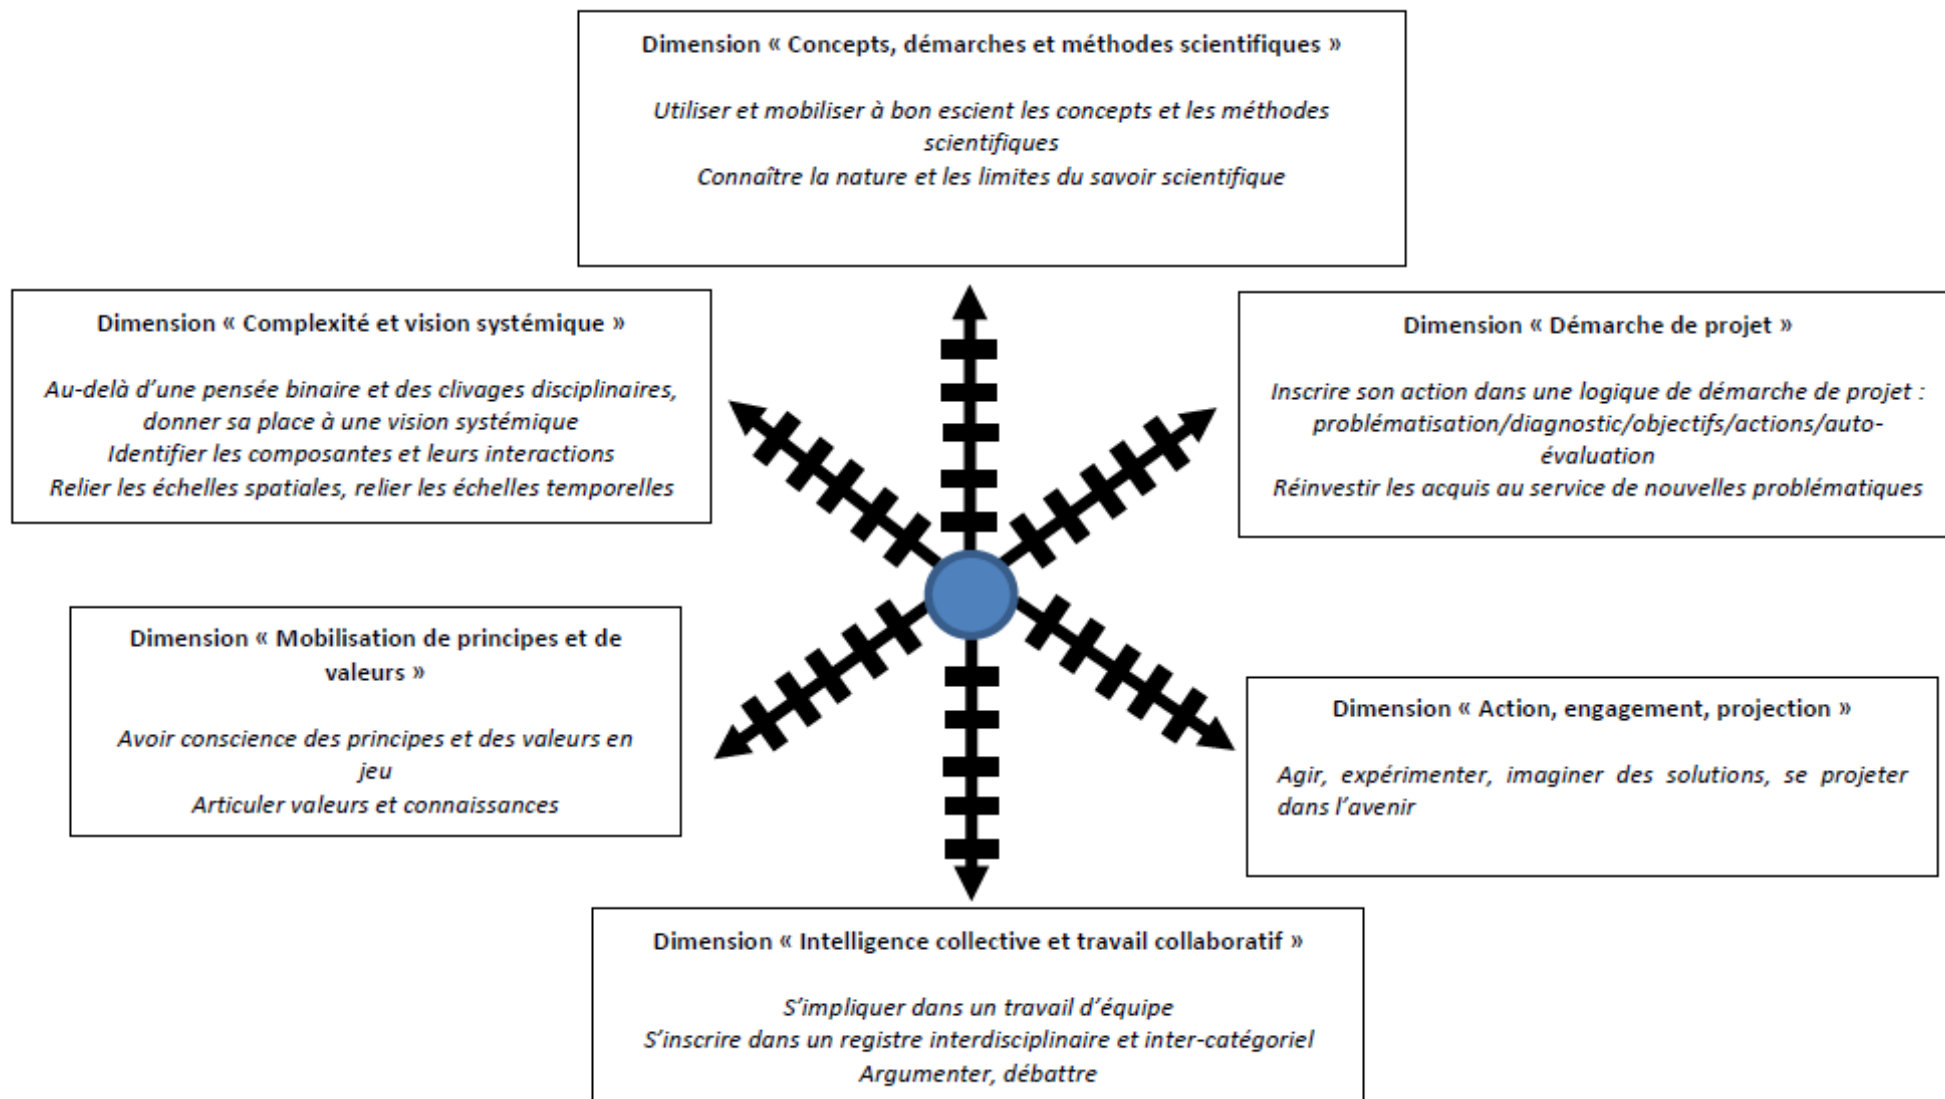 Dimension « Concepts, démarches et méthodes scientifiques »
Utiliser et mobiliser à bon escient les concepts et les méthodes
scientifiques
Connaître la nature et les limites du savoir scientifique
Dimension « Complexité et vision systémique »
Au-delà d’une pensée binaire et des clivages disciplinaires,
donner sa place à une vision systémique
Identifier les composantes et leurs interactions
Relier les échelles spatiales, relier les échelles temporelles
Dimension « Démarche de projet »
Inscrire son action dans une logique de démarche de projet :
problématisation/diagnostic/objectifs/actions/auto-
évaluation
Réinvestir les acquis au service de nouvelles problématiques
Dimension « Mobilisation de principes et de
valeurs »
Avoir conscience des principes et des valeurs en
jeu
Articuler valeurs et connaissances
Dimension « Action, engagement, projection »
Agir, expérimenter, imaginer des solutions, se projeter
dans l’avenir
Dimension « Intelligence collective et travail collaboratif »
S’impliquer dans un travail d’équipe
S’inscrire dans un registre interdisciplinaire et inter-catégoriel
Argumenter, débattre